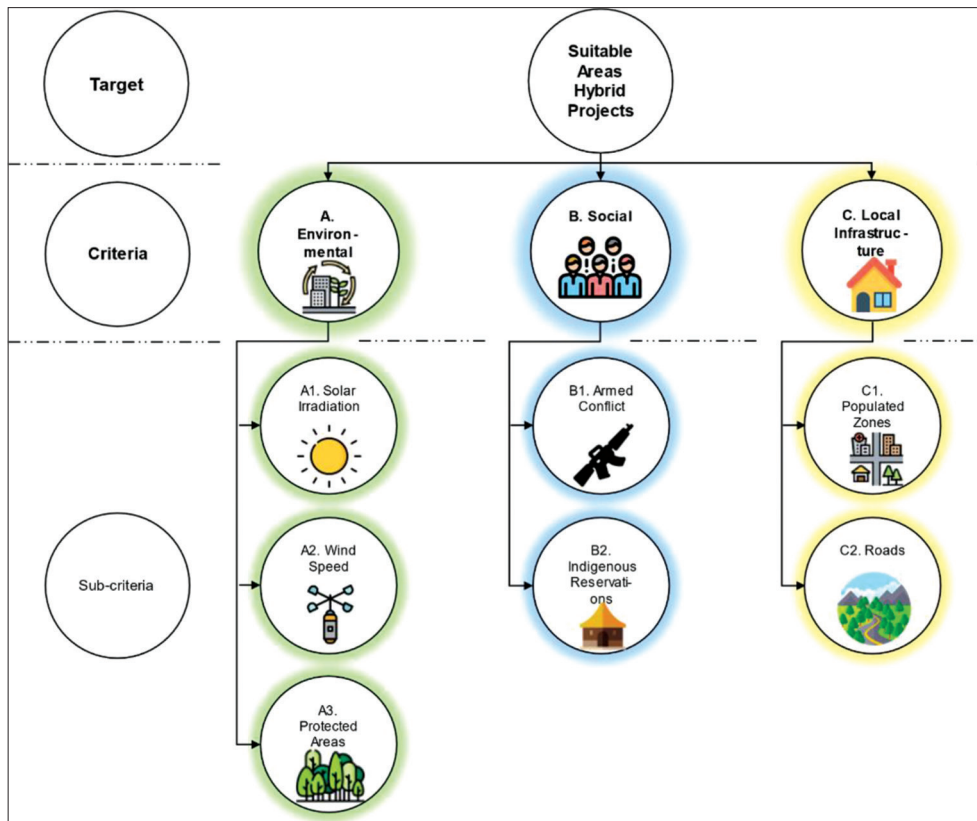 Target
Suitable
Areas
Hybrid
Projects
Criteria
A.
Environ-
mental
B. Social
C. Local
Infrastruc-
ture
Sub-criteria
A1. Solar
Irradiation
B1. Armed
Conflict
C1.
Populated
Zones
A2. Wind
Speed
B2.
Indigenous
Reservati-
ons
C2. Roads
A3.
Protected
Areas